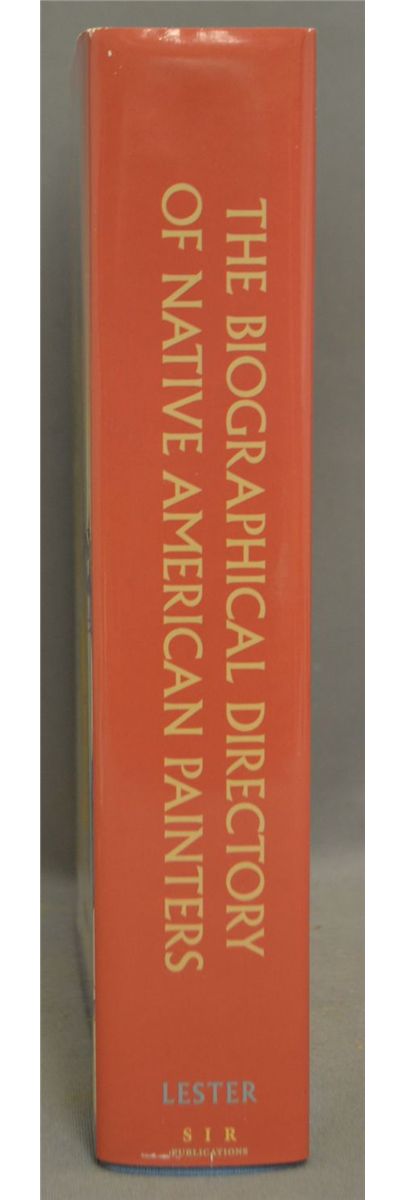 THE BIOGRAPHICAL DIRECTORY
OF NATIVE AMERICAN PAINTERS
LESTER
SIR
PUBLICATIONS